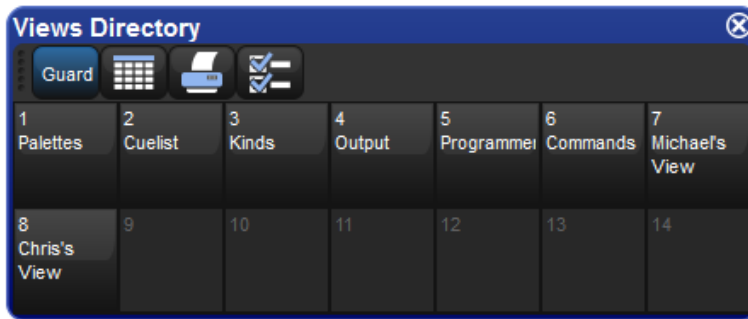 Views Directory
Guard
1 2 3 4 5 6 7
Palettes Cuelist Kinds Output Programmer Commands Michael's
View
8 9 10 11 12 13 14
Chris's
View